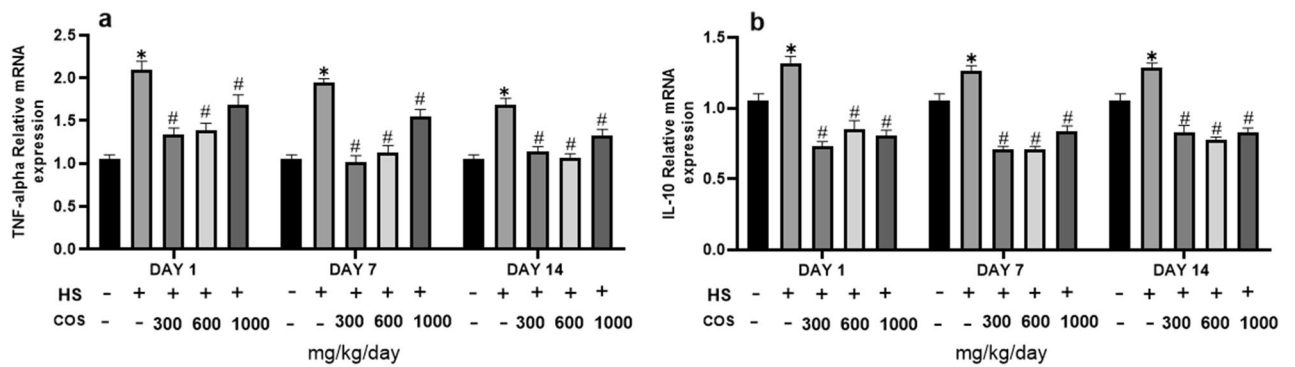 a
TNF-alpha Relative mRNA
expression
2.5
2.0
1.5
1.0
0.5
0.0
* # # #
* # # #
* # # #
DAY 1 DAY 7 DAY 14
HS - + + + + - + + + + - + + + +
COS - - 300 600 1000 - - 300 600 1000 - - 300 600 1000
mg/kg/day
b
IL-10 Relative mRNA
expression
1.5
1.0
0.5
0.0
* # # #
* # # #
* # # #
DAY 1 DAY 7 DAY 14
HS - + + + + - + + + + - + + + +
COS - - 300 600 1000 - - 300 600 1000 - - 300 600 1000
mg/kg/day